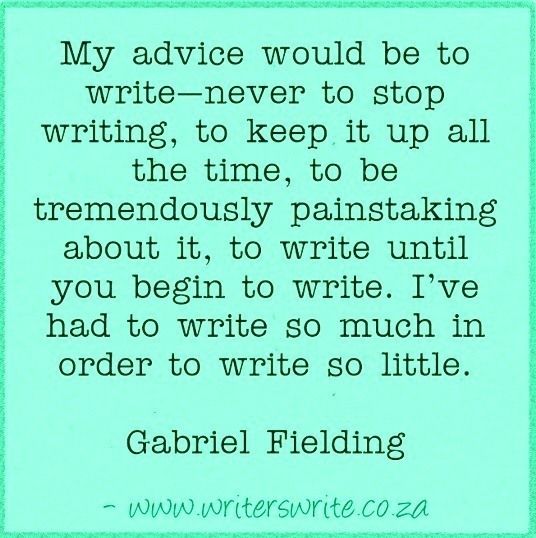 My advice would be to
write—never to stop
writing, to keep it up all
the time, to be
tremendously painstaking
about it, to write until
you begin to write. I’ve
had to write so much in
order to write so little.
Gabriel Fielding
- www.writerswrite.co.za